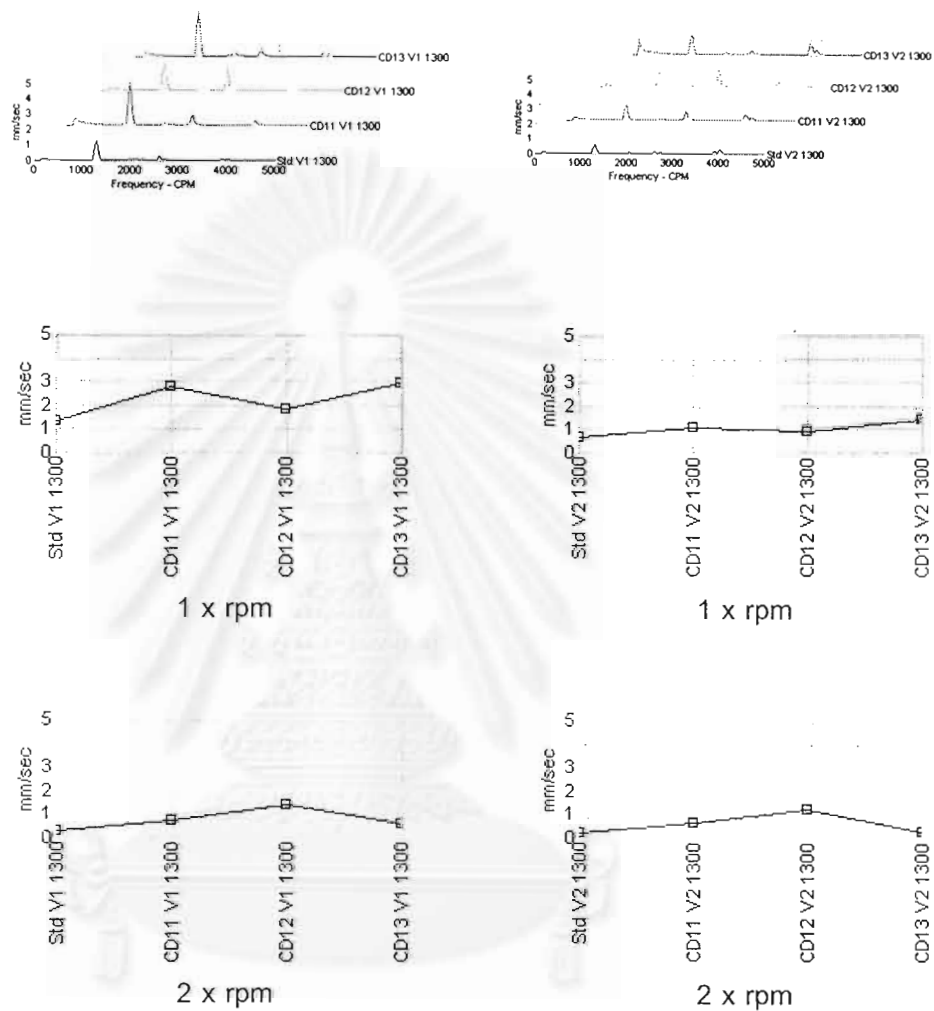 CD13 V1 1300
CD12 V1 1300
CD11 V1 1300
Std V1 1300
5
4
3
2
1
0
mm/sec
0 1000 2000 3000 4000 5000
Frequency - CPM
CD13 V2 1300
CD12 V2 1300
CD11 V2 1300
Std V2 1300
5
4
3
2
1
0
mm/sec
0 1000 2000 3000 4000 5000
Frequency - CPM
5
3
2
1
0
mm/sec
Std V1 1300
CD11 V1 1300
CD12 V1 1300
CD13 V1 1300
1 x rpm
5
3
2
1
0
mm/sec
Std V2 1300
CD11 V2 1300
CD12 V2 1300
CD13 V2 1300
1 x rpm
5
3
2
1
0
mm/sec
Std V1 1300
CD11 V1 1300
CD12 V1 1300
CD13 V1 1300
2 x rpm
5
3
2
1
0
mm/sec
Std V2 1300
CD11 V2 1300
CD12 V2 1300
CD13 V2 1300
2 x rpm